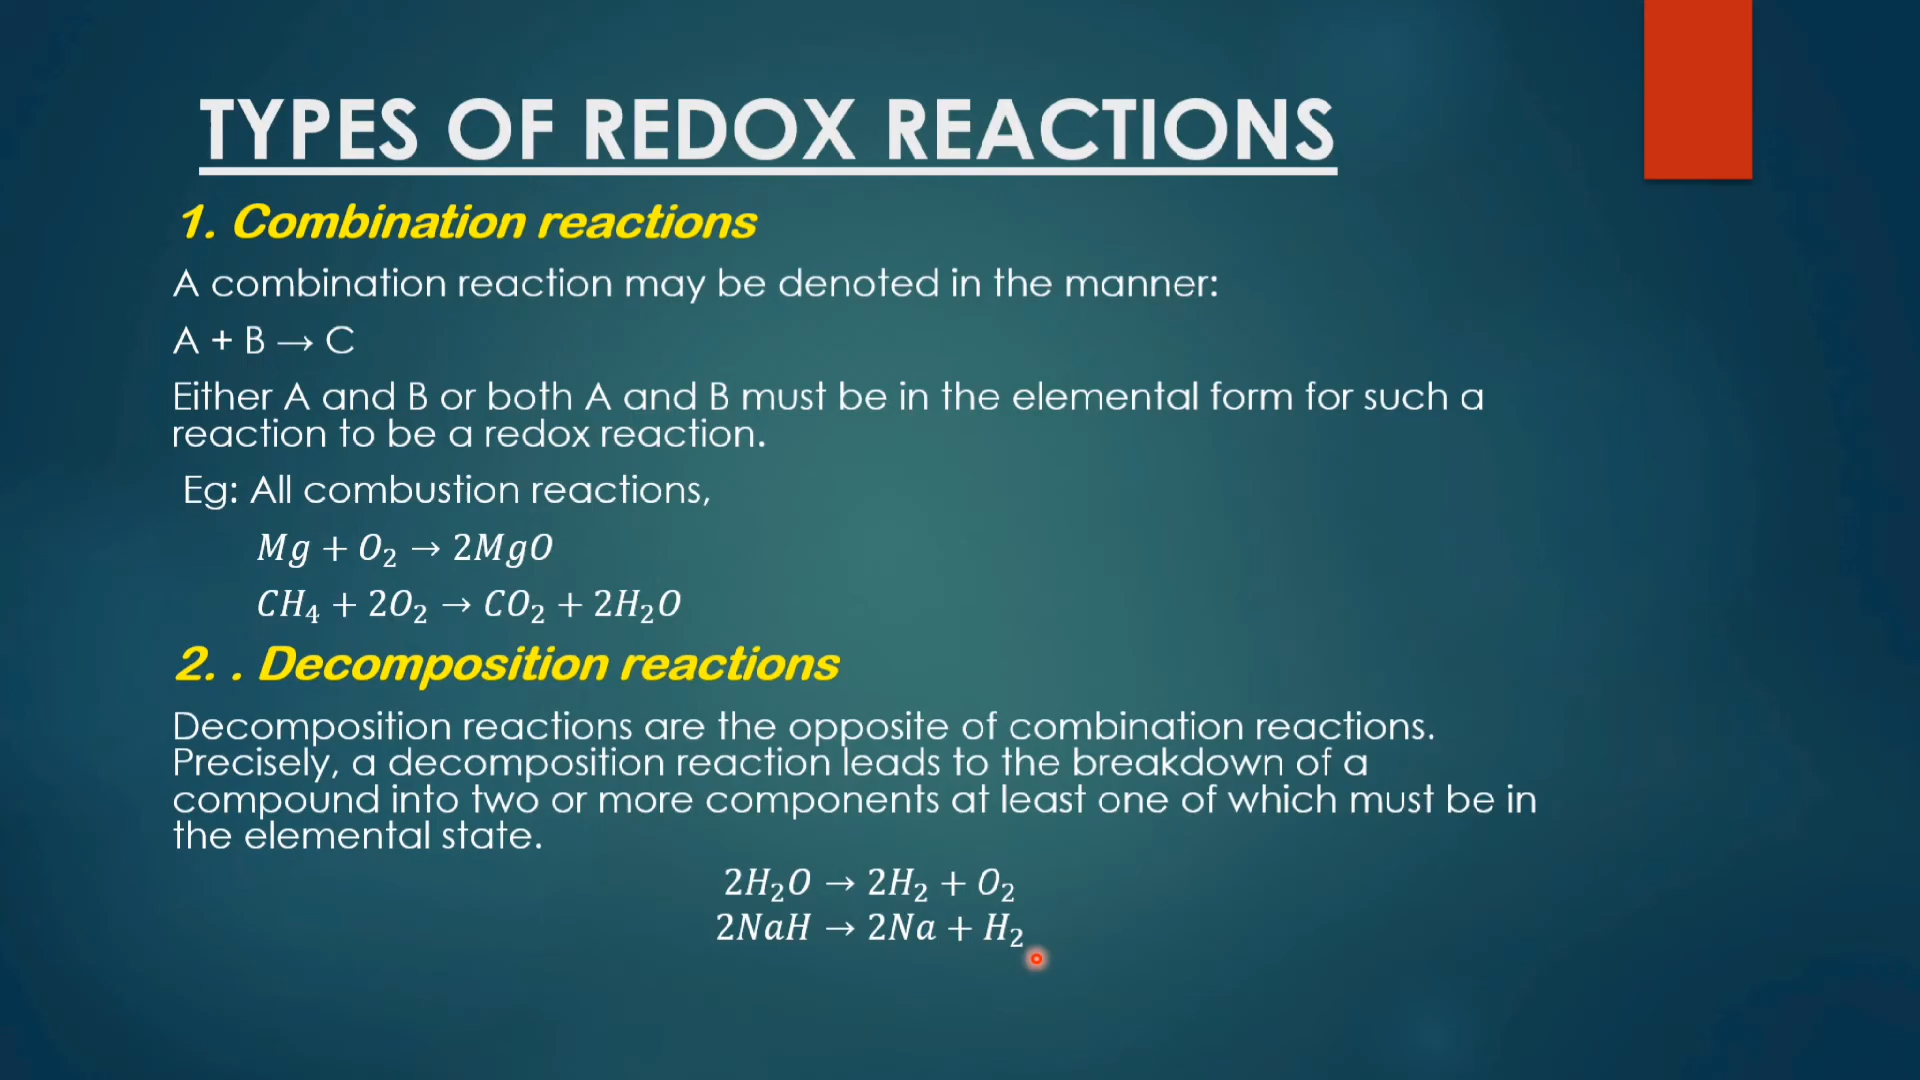 TYPES OF REDOX REACTIONS
1. Combination reactions
A combination reaction may be denoted in the manner:
A + B → C
Either A and B or both A and B must be in the elemental form for such a
reaction to be a redox reaction.
Eg: All combustion reactions,
Mg + O₂ → 2MgO
CH₄ + 2O₂ → CO₂ + 2H₂O
2. . Decomposition reactions
Decomposition reactions are the opposite of combination reactions.
Precisely, a decomposition reaction leads to the breakdown of a
compound into two or more components at least one of which must be in
the elemental state.
2H₂O → 2H₂ + O₂
2NaH → 2Na + H₂